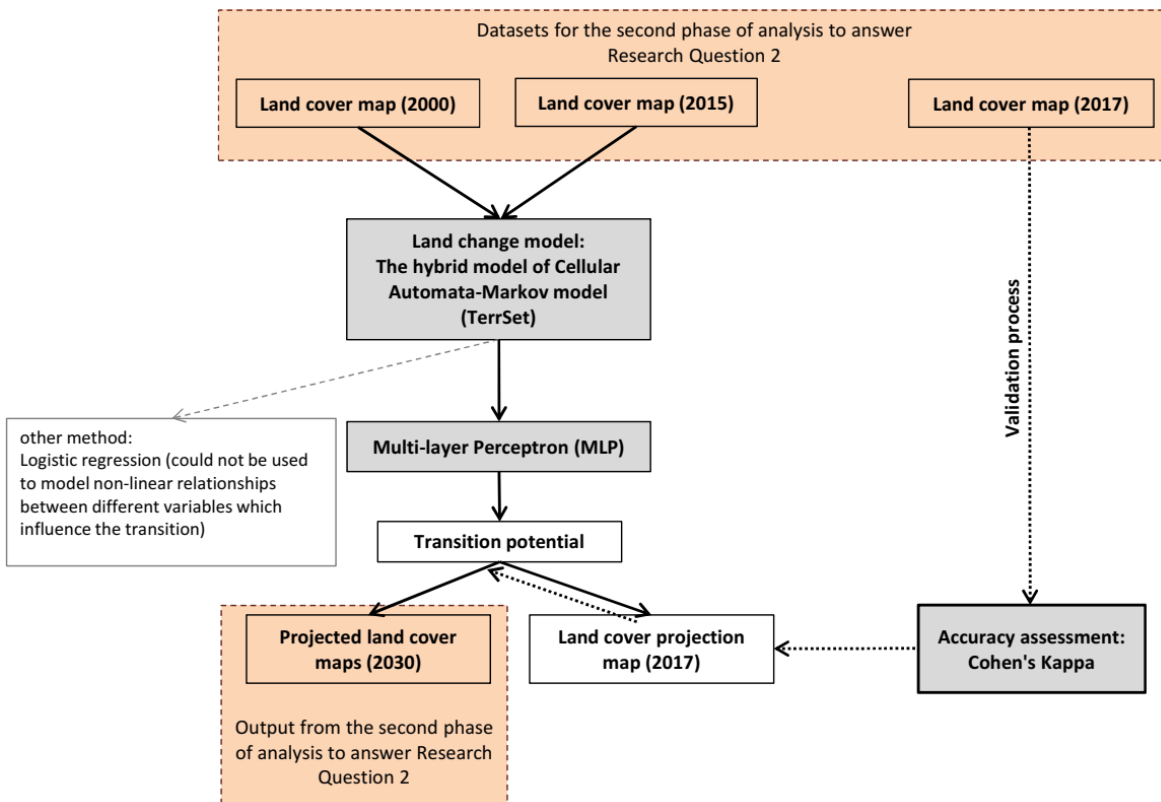 Datasets for the second phase of analysis to answer
Research Question 2
Land cover map (2000)
Land cover map (2015)
Land cover map (2017)
Land change model:
The hybrid model of Cellular
Automata-Markov model
(TerrSet)
Validation process
other method:
Logistic regression (could not be used
to model non-linear relationships
between different variables which
influence the transition)
Multi-layer Perceptron (MLP)
Transition potential
Projected land cover
maps (2030)
Land cover projection
map (2017)
Accuracy assessment:
Cohen's Kappa
Output from the second phase
of analysis to answer Research
Question 2